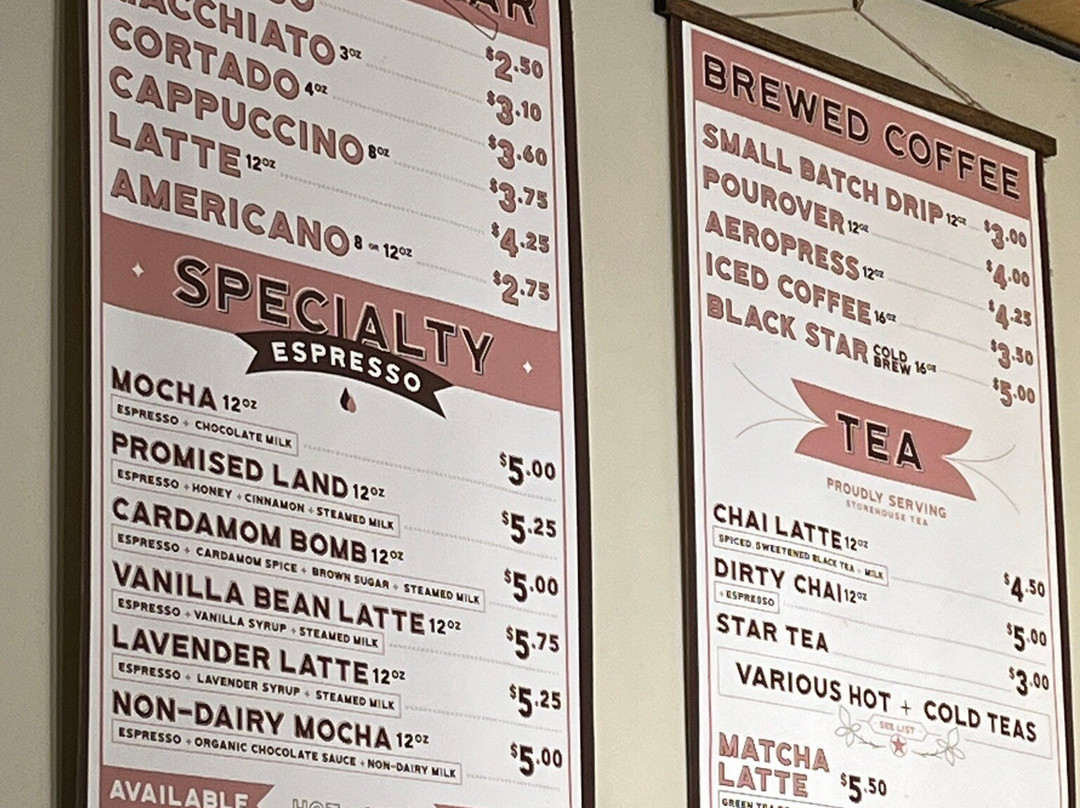 AR
SO $2.50
MACCHIATO 3OZ $3.10
CORTADO 4OZ $3.60
CAPPUCCINO 8OZ $3.75
LATTE 12OZ $4.25
AMERICANO 8 OR 12OZ $2.75
SPECIALTY
ESPRESSO
MOCHA 12OZ $5.00
ESPRESSO + CHOCOLATE MILK
PROMISED LAND 12OZ $5.25
ESPRESSO + HONEY + CINNAMON + STEAMED MILK
CARDAMOM BOMB 12OZ $5.00
ESPRESSO + CARDAMOM SPICE + BROWN SUGAR + STEAMED MILK
VANILLA BEAN LATTE 12OZ $5.75
ESPRESSO + VANILLA SYRUP + STEAMED MILK
LAVENDER LATTE 12OZ $5.25
ESPRESSO + LAVENDER SYRUP + STEAMED MILK
NON-DAIRY MOCHA 12OZ $5.00
ESPRESSO + ORGANIC CHOCOLATE SAUCE + NON-DAIRY MILK
AVAILABLE HOT
BREWED COFFEE
SMALL BATCH DRIP 12OZ $3.00
POUROVER 12OZ $4.00
AEROPRESS 12OZ $4.25
ICED COFFEE 16OZ $3.50
BLACK STAR COLD BREW 16OZ $5.00
TEA
PROUDLY SERVING
STOREHOUSE TEA
CHAI LATTE 12OZ $4.50
SPICED, SWEETENED BLACK TEA + MILK
DIRTY CHAI 12OZ $5.00
+ ESPRESSO
STAR TEA $3.00
VARIOUS HOT + COLD TEAS
SEE LIST
MATCHA
LATTE $5.50
GREEN TEA